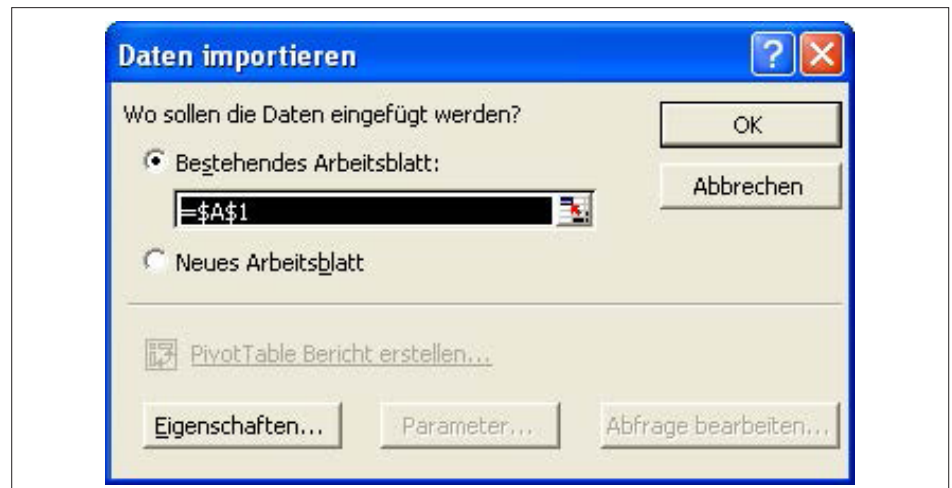 Daten importieren
Wo sollen die Daten eingefügt werden?
OK
Bestehendes Arbeitsblatt:
Abbrechen
=$A$1
Neues Arbeitsblatt
PivotTable Bericht erstellen...
Eigenschaften...
Parameter...
Abfrage bearbeiten...